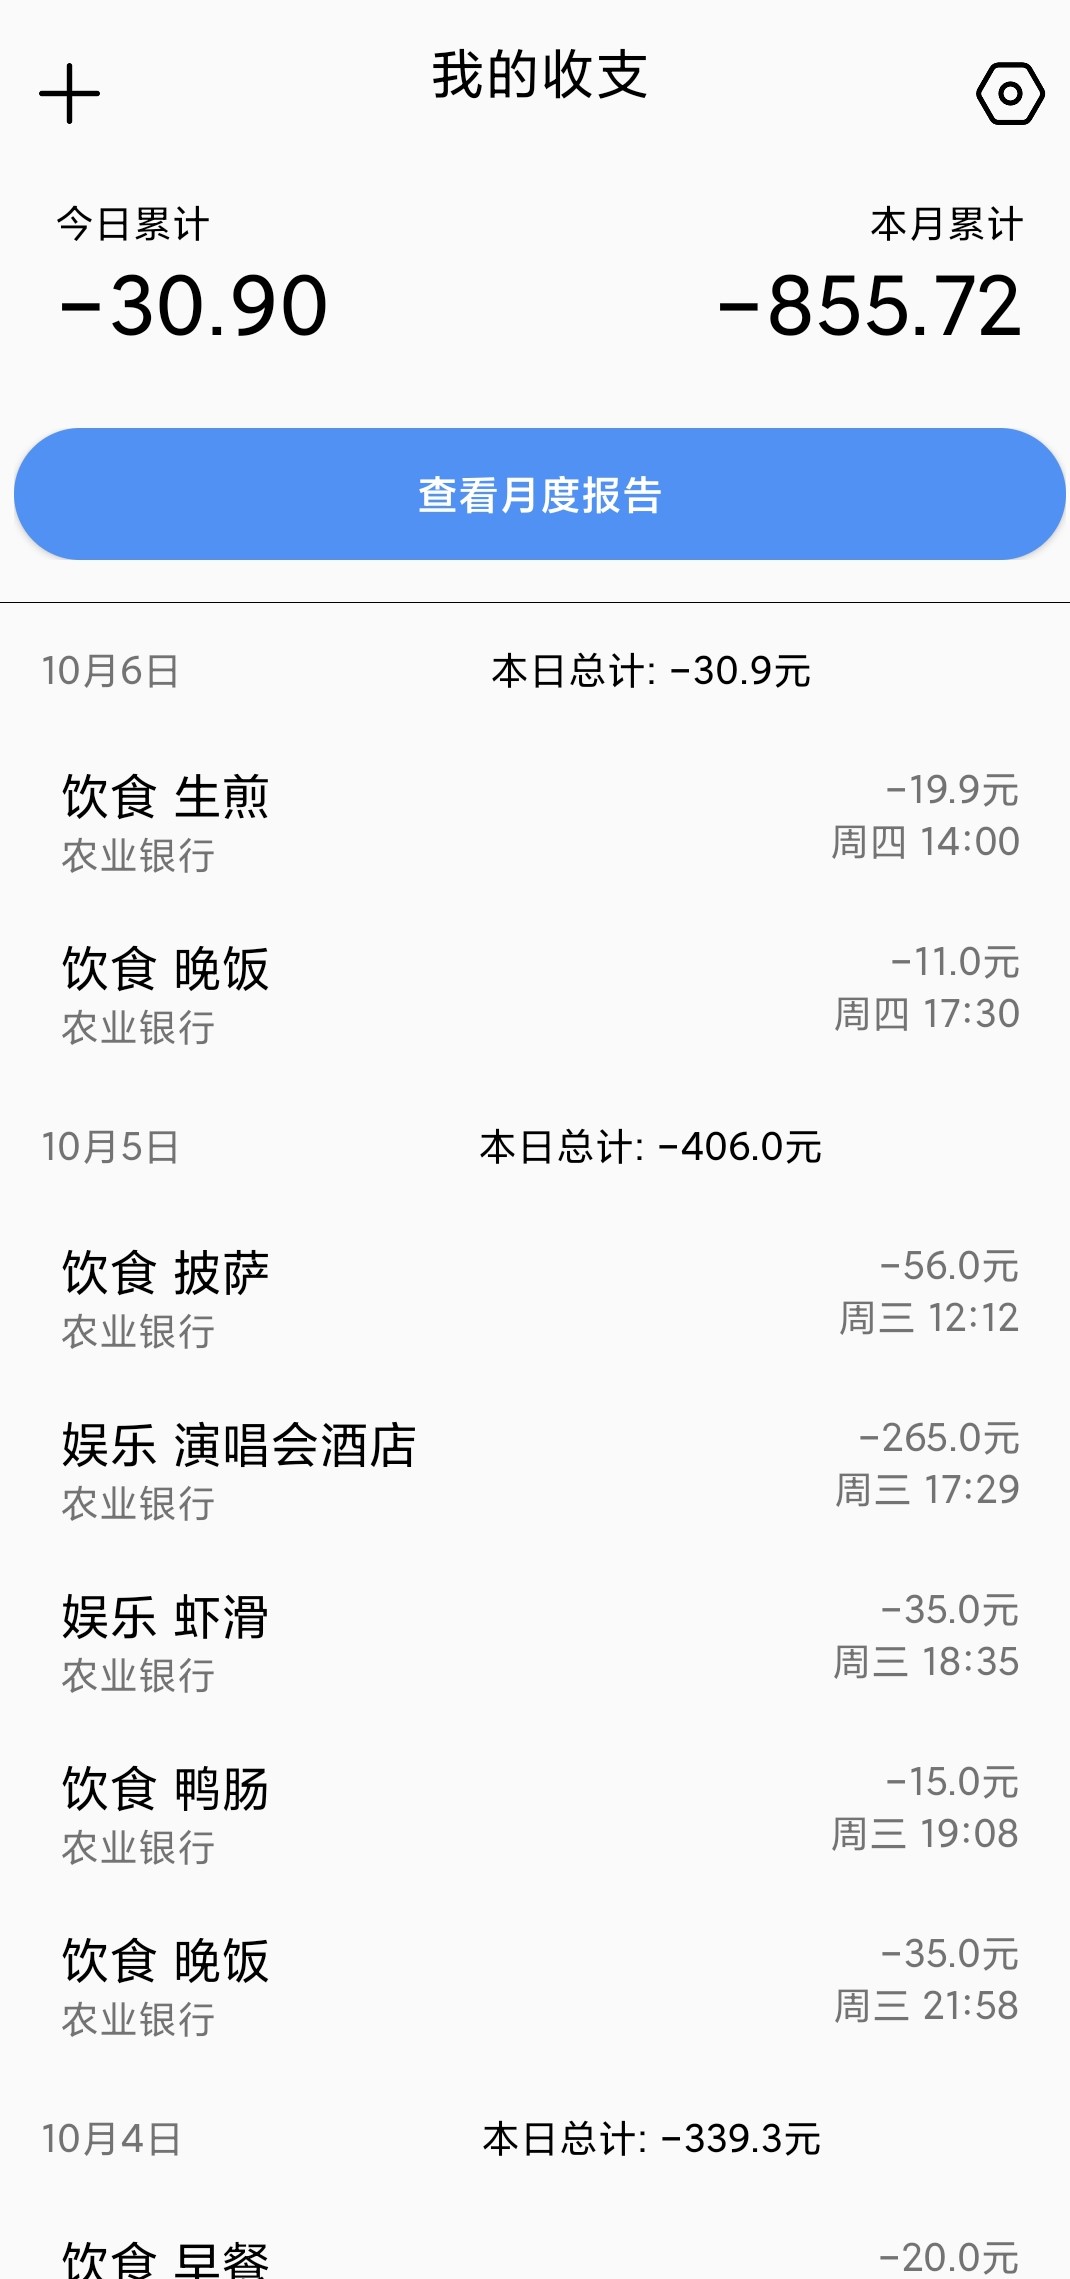 我的收支
今日累计 本月累计
-30.90 -855.72
查看月度报告
10月6日 本日总计: -30.9元
饮食 生煎 -19.9元
农业银行 周四 14:00
饮食 晚饭 -11.0元
农业银行 周四 17:30
10月5日 本日总计: -406.0元
饮食 披萨 -56.0元
农业银行 周三 12:12
娱乐 演唱会酒店 -265.0元
农业银行 周三 17:29
娱乐 虾滑 -35.0元
农业银行 周三 18:35
饮食 鸭肠 -15.0元
农业银行 周三 19:08
饮食 晚饭 -35.0元
农业银行 周三 21:58
10月4日 本日总计: -339.3元
饮食 早餐 -20.0元